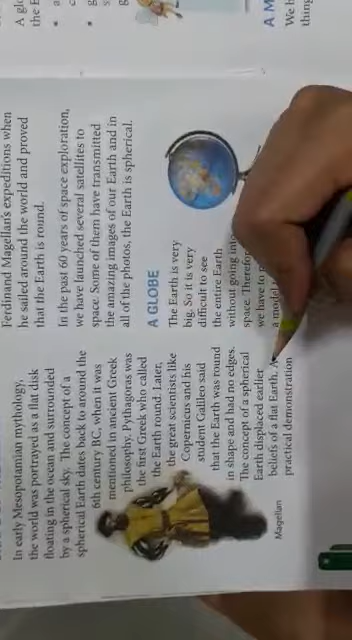 In early Mesopotamian mythology,
the world was portrayed as a flat disk
floating in the ocean and surrounded
by a spherical sky. The concept of a
spherical Earth dates back to around the
6th century BC, when it was
mentioned in ancient Greek
philosophy. Pythagoras was
the first Greek who called
the Earth round. Later,
the great scientists like
Copernicus and his
student Galileo said
that the Earth was round
in shape and had no edges.
The concept of a spherical
Earth displaced earlier
beliefs of a flat Earth.
practical demonstration
Magellan
Ferdinand Magellan's expeditions when
he sailed around the world and proved
that the Earth is round.
In the past 60 years of space exploration,
we have launched several satellites to
space. Some of them have transmitted
the amazing images of our Earth and in
all of the photos, the Earth is spherical.
A GLOBE
The Earth is very
big. So it is very
difficult to see
the entire Earth
without going into
space.
we have to
a model
A
the E
A M
We h
thing